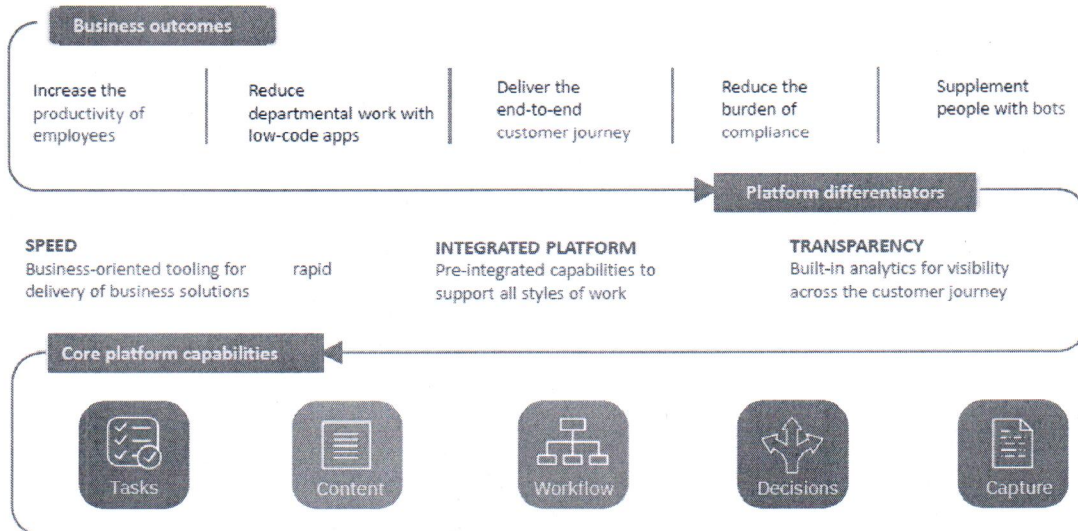 Business outcomes
Increase the
productivity of
employees
Reduce
departmental work with
low-code apps
Deliver the
end-to-end
customer journey
Reduce the
burden of
compliance
Supplement
people with bots
Platform differentiators
SPEED
Business-oriented tooling for rapid
delivery of business solutions
INTEGRATED PLATFORM
Pre-integrated capabilities to
support all styles of work
TRANSPARENCY
Built-in analytics for visibility
across the customer journey
Core platform capabilities
Tasks
Content
Workflow
Decisions
Capture